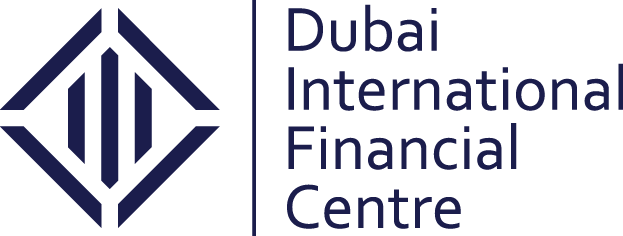 Dubai
International
Financial
Centre